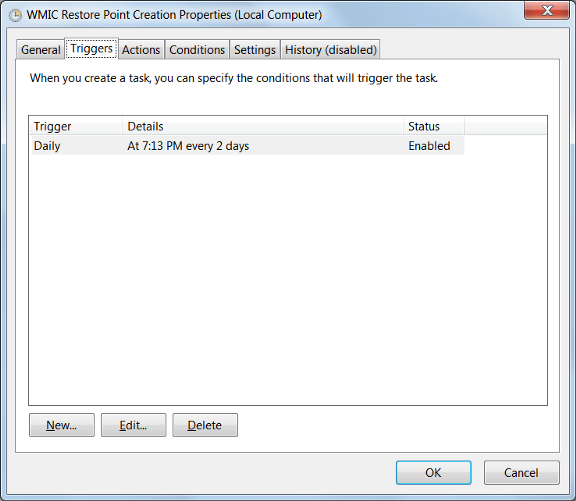 WMIC Restore Point Creation Properties (Local Computer)
General Triggers Actions Conditions Settings History (disabled)
When you create a task, you can specify the conditions that will trigger the task.
Trigger Details Status
Daily At 7:13 PM every 2 days Enabled
New... Edit... Delete
OK Cancel